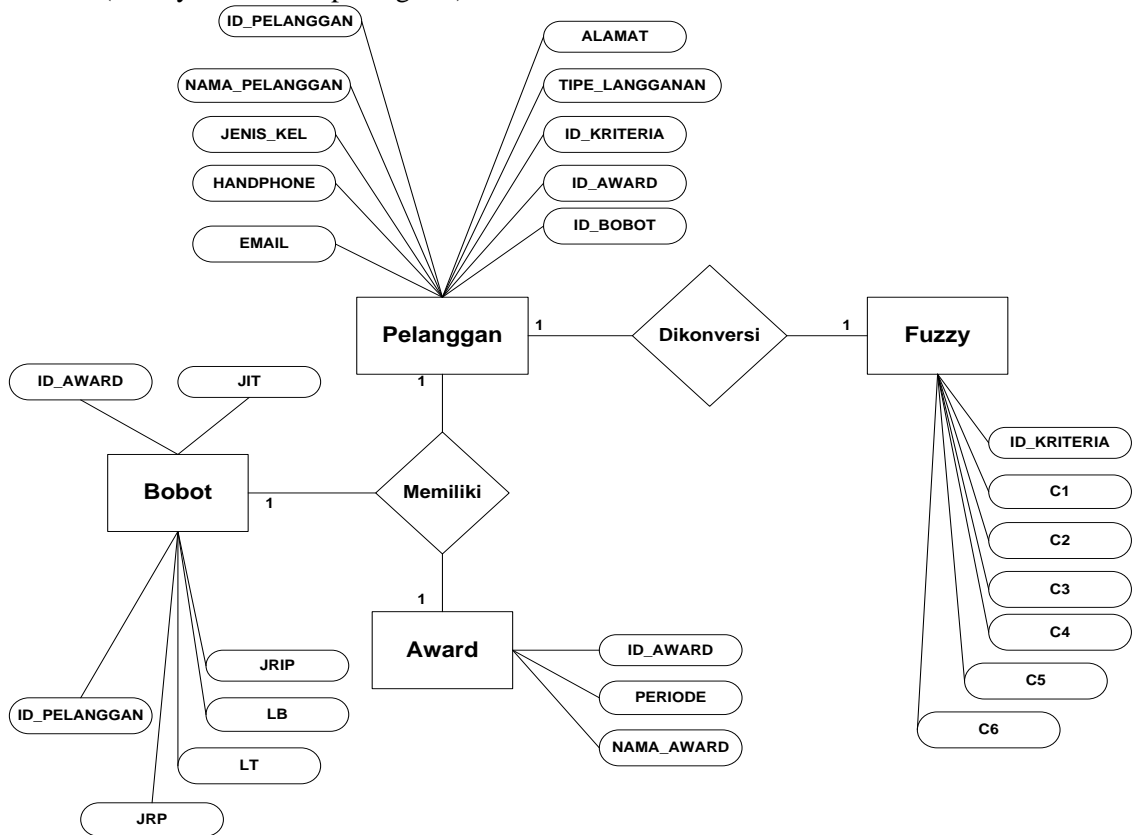 ID_PELANGGAN
ALAMAT
NAMA_PELANGGAN
TIPE_LANGGANAN
JENIS_KEL
ID_KRITERIA
HANDPHONE
ID_AWARD
ID_BOBOT
EMAIL
Pelanggan
1
Dikonversi
1
Fuzzy
1
ID_AWARD
JIT
ID_KRITERIA
Bobot
1
Memiliki
C1
C2
C3
1
C4
Award
ID_AWARD
JRIP
C5
PERIODE
ID_PELANGGAN
LB
C6
NAMA_AWARD
LT
JRP